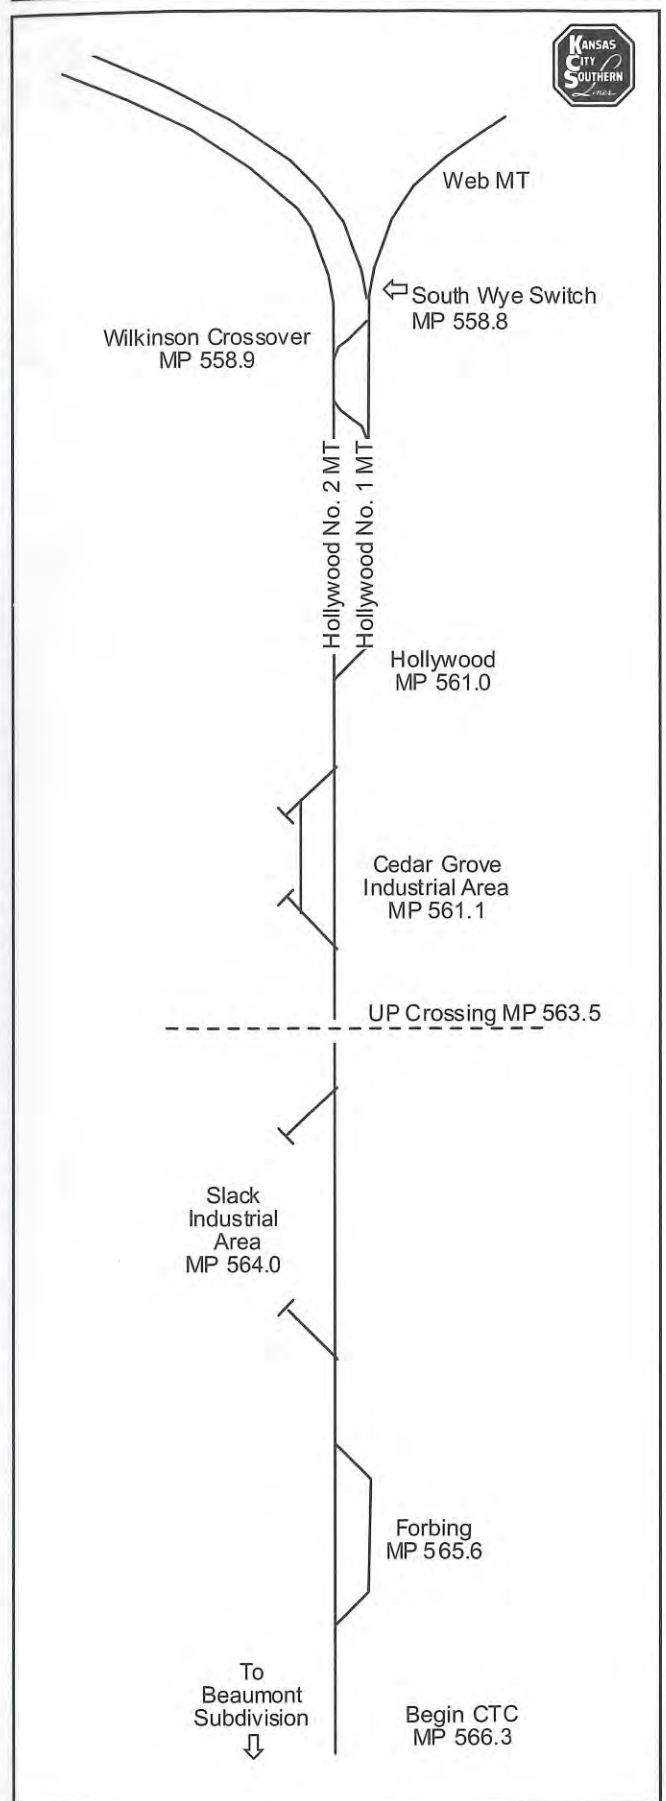 KANSAS
CITY
SOUTHERN
Lines
Web MT
South Wye Switch
MP 558.8
Wilkinson Crossover
MP 558.9
Hollywood No. 2 MT
Hollywood No. 1 MT
Hollywood
MP 561.0
Cedar Grove
Industrial Area
MP 561.1
UP Crossing MP 563.5
Slack
Industrial
Area
MP 564.0
Forbing
MP 565.6
To
Beaumont
Subdivision
Begin CTC
MP 566.3